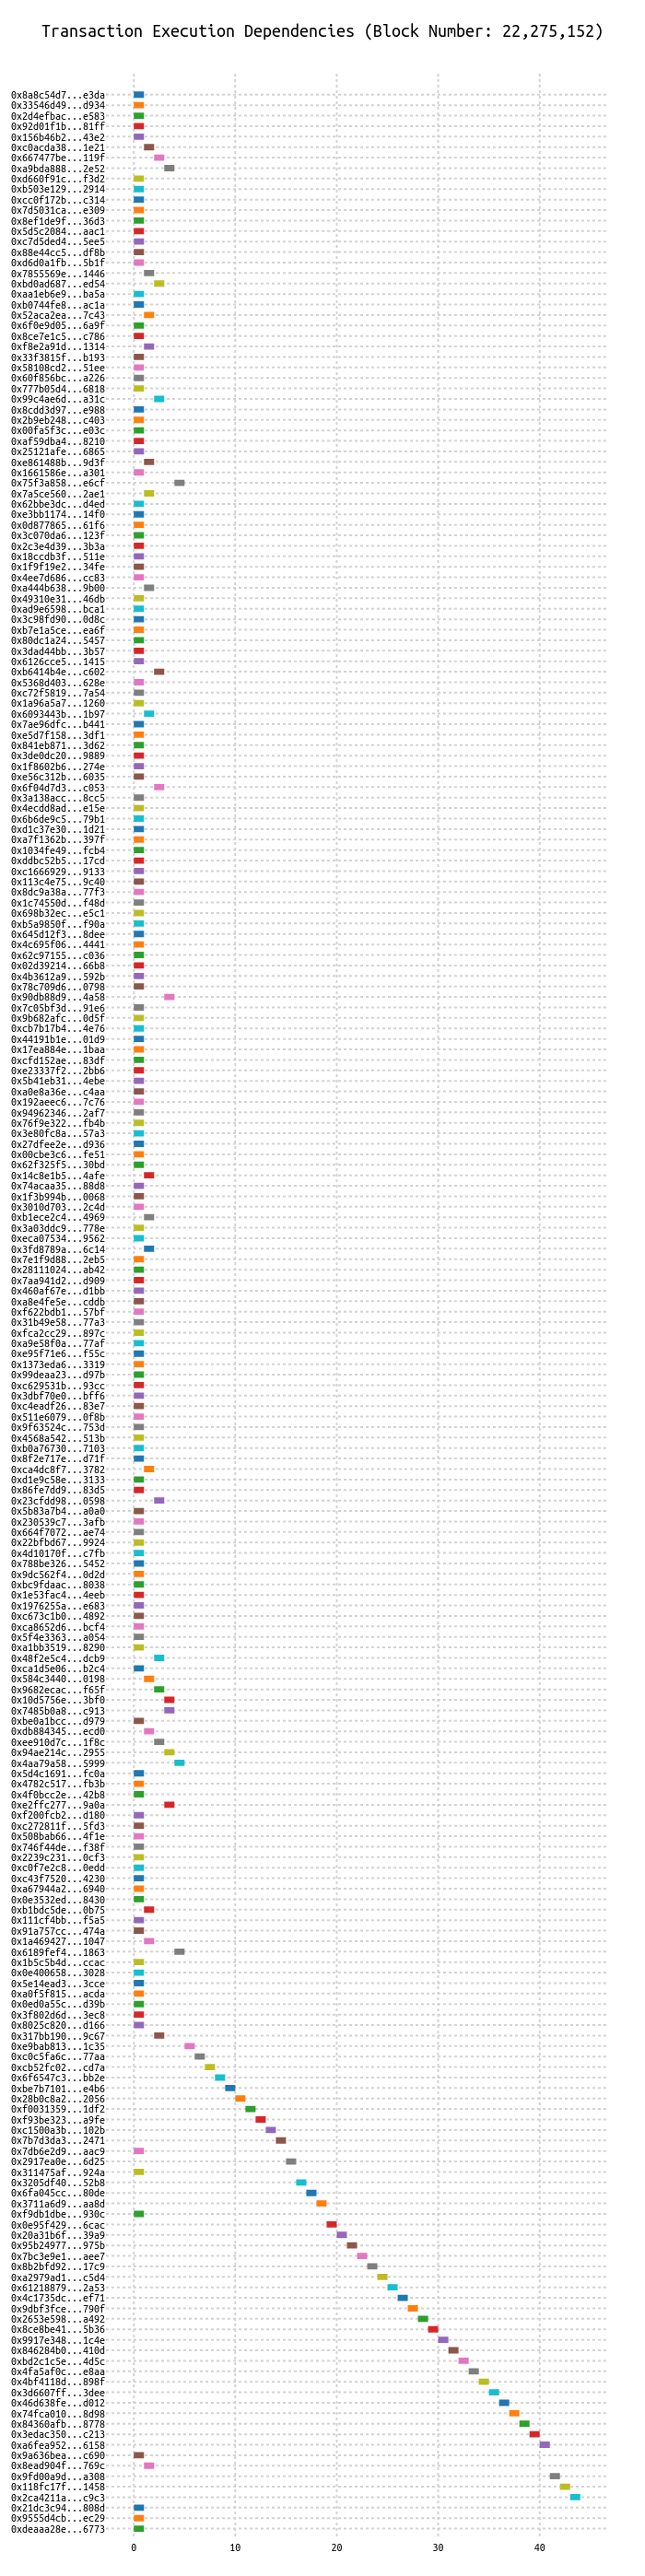 Transaction Execution Dependencies (Block Number: 22,275,152)
0x8a8c54d7...e3da
0x33546d49...d934
0x2d4efbac...e583
0x92d01f1b...81ff
0x156b46b2...43e2
0xc0acda38...1e21
0x667477be...119f
0xa9bda888...2e52
0xd660f91c...f3d2
0xb503e129...2914
0xcc0f172b...c314
0x7d5031ca...e309
0x8ef1de9f...36d3
0x5d5c2084...aac1
0xc7d5ded4...5ee5
0x88e44cc5...df8b
0xd6d0a1fb...5b1f
0x7855569e...1446
0xbd0ad687...ed54
0xaa1eb6e9...ba5a
0xb0744fe8...ac1a
0x52aca2ea...7c43
0x6f0e9d05...6a9f
0x8ce7e1c5...c786
0xf8e2a91d...1314
0x33f3815f...b193
0x58108cd2...51ee
0x60f856bc...a226
0x777b05d4...6818
0x99c4ae6d...a31c
0x8cdd3d97...e988
0x2b9eb248...c403
0x00fa5f3c...e03c
0xaf59dba4...8210
0x25121afe...6865
0xe861488b...9d3f
0x1661586e...a301
0x75f3a858...e6cf
0x7a5ce560...2ae1
0x62bbe3dc...d4ed
0xe3bb1174...14f0
0x0d877865...61f6
0x3c070da6...123f
0x2c3e4d39...3b3a
0x18ccdb3f...511e
0x1f9f19e2...34fe
0x4ee7d686...cc83
0xa444b638...9b00
0x49310e31...46db
0xad9e6598...bca1
0x3c98fd90...0d8c
0xb7e1a5ce...ea6f
0x80dc1a24...5457
0x3dad44bb...3b57
0x6126cce5...1415
0xb6414b4e...c602
0x5368d403...628e
0xc72f5819...7a54
0x1a96a5a7...1260
0x6093443b...1b97
0x7ae96dfc...b441
0xe5d7f158...3df1
0x841eb871...3d62
0x3de0dc20...9889
0x1f8602b6...274e
0xe56c312b...6035
0x6f04d7d3...c053
0x3a138acc...8cc5
0x4ecdd8ad...e15e
0x6b6de9c5...79b1
0xd1c37e30...1d21
0xa7f1362b...397f
0x1034fe49...fcb4
0xddbc52b5...17cd
0xc1666929...9133
0x113c4e75...9c40
0x8dc9a38a...77f3
0x1c74550d...f48d
0x698b32ec...e5c1
0xb5a9850f...f90a
0x645d12f3...8dee
0x4c695f06...4441
0x62c97155...c036
0x02d39214...66b8
0x4b3612a9...592b
0x78c709d6...0798
0x90db88d9...4a58
0x7c05bf3d...91e6
0x9b682afc...0d5f
0xcb7b17b4...4e76
0x44191b1e...01d9
0x17ea884e...1baa
0xcfd152ae...83df
0xe23337f2...2bb6
0x5b41eb31...4ebe
0xa0e8a36e...c4aa
0x192aeec6...7c76
0x94962346...2af7
0x76f9e322...fb4b
0x3e80fc8a...57a3
0x27dfee2e...d936
0x00cbe3c6...fe51
0x62f325f5...30bd
0x14c8e1b5...4afe
0x74acaa35...88d8
0x1f3b994b...0068
0x3010d703...2c4d
0xb1ece2c4...4969
0x3a03ddc9...778e
0xeca07534...9562
0x3fd8789a...6c14
0x7e1f9d88...2eb5
0x28111024...ab42
0x7aa941d2...d909
0x460af67e...d1bb
0xa8e4fe5e...cddb
0xf622bdb1...57bf
0x31b49e58...77a3
0xfca2cc29...897c
0xa9e58f0a...77af
0xe95f71e6...f55c
0x1373eda6...3319
0x99deaa23...d97b
0xc629531b...93cc
0x3dbf70e0...bff6
0xc4eadf26...83e7
0x511e6079...0f8b
0x9f63524c...753d
0x4568a542...513b
0xb0a76730...7103
0x8f2e717e...d71f
0xca4dc8f7...3782
0xd1e9c58e...3133
0x86fe7dd9...83d5
0x23cfdd98...0598
0x5b83a7b4...a0a0
0x230539c7...3afb
0x664f7072...ae74
0x22bfbd67...9924
0x4d10170f...c7fb
0x788be326...5452
0x9dc562f4...0d2d
0xbc9fdaac...8038
0x1e53fac4...4eeb
0x1976255a...e683
0xc673c1b0...4892
0xca8652d6...bcf4
0x5f4e3363...a054
0xa1bb3519...8290
0x48f2e5c4...dcb9
0xca1d5e06...b2c4
0x584c3440...0198
0x9682ecac...f65f
0x10d5756e...3bf0
0x7485b0a8...c913
0xbe0a1bcc...d979
0xdb884345...ecd0
0xee910d7c...1f8c
0x94ae214c...2955
0x4aa79a58...5999
0x5d4c1691...fc0a
0x4782c517...fb3b
0x4f0bcc2e...42b8
0xe2ffc277...9a0a
0xf200fcb2...d180
0xc272811f...5fd3
0x508bab66...4f1e
0x746f44de...f38f
0x2239c231...0cf3
0xc0f7e2c8...0edd
0xc43f7520...4230
0xa67944a2...6940
0x0e3532ed...8430
0xb1bdc5de...0b75
0x111cf4bb...f5a5
0x91a757cc...474a
0x1a469427...1047
0x6189fef4...1863
0x1b5c5b4d...ccac
0x0e400658...3028
0x5e14ead3...3cce
0xa0f5f815...acda
0x0ed0a55c...d39b
0x3f802d6d...3ec8
0x8025c820...d166
0x317bb190...9c67
0xe9bab813...1c35
0xc0c5fa6c...77aa
0xcb52fc02...cd7a
0x6f6547c3...bb2e
0xbe7b7101...e4b6
0x28b0c8a2...2056
0xf0031359...1df2
0xf93be323...a9fe
0xc1500a3b...102b
0x7b7d3da3...2471
0x7db6e2d9...aac9
0x2917ea0e...6d25
0x311475af...924a
0x3205df40...52b8
0x6fa045cc...80de
0x3711a6d9...aa8d
0xf9db1dbe...930c
0x0e95f429...6cac
0x20a31b6f...39a9
0x95b24977...975b
0x7bc3e9e1...aee7
0x8b2bfd92...17c9
0xa2979ad1...c5d4
0x61218879...2a53
0x4c1735dc...ef71
0x9dbf3fce...790f
0x2653e598...a492
0x8ce8be41...5b36
0x9917e348...1c4e
0x846284b0...410d
0xbd2c1c5e...4d5c
0x4fa5af0c...e8aa
0x4bf4118d...898f
0x3d6607ff...3dee
0x46d638fe...d012
0x74fca010...8d98
0x84360afb...8778
0x3edac350...c213
0xa6fea952...6158
0x9a636bea...c690
0x8ead904f...769c
0x9fd00a9d...a308
0x118fc17f...1458
0x2ca4211a...c9c3
0x21dc3c94...808d
0x9555d4cb...ec29
0xdeaaa28e...6773
0 10 20 30 40